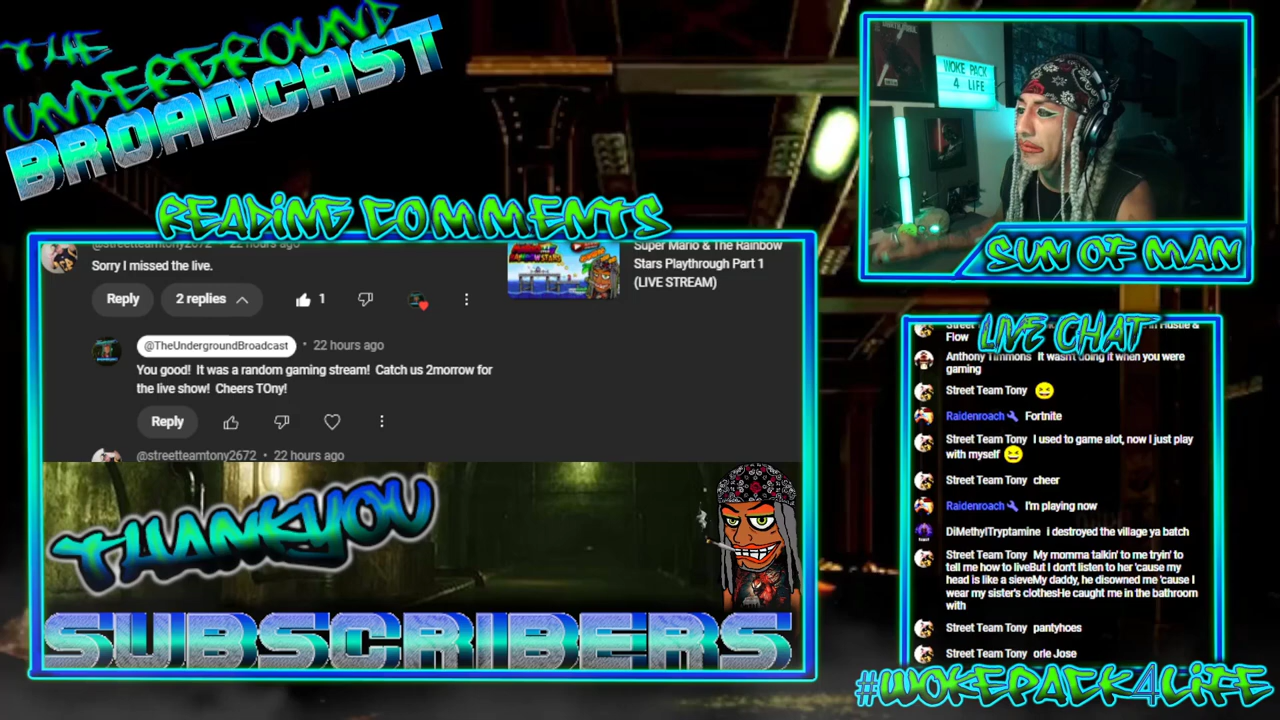 THE
UNDERGROUND
BROADCAST
READING COMMENTS
@streetteamtony2672 • 22 hours ago
Sorry I missed the live.
Reply
2 replies
1
@TheUndergroundBroadcast • 22 hours ago
You good! It was a random gaming stream! Catch us 2morrow for
the live show! Cheers TOny!
Reply
@streetteamtony2672 • 22 hours ago
Super Mario & The Rainbow
Stars Playthrough Part 1
(LIVE STREAM)
THANKYOU
SUBSCRIBERS
WOKE PACK
4 LIFE
SUN OF MAN
LIVE CHAT
Hustle &
Flow
Anthony Timmons It wasn't doing it when you were
gaming
Street Team Tony
Raidenroach Fortnite
Street Team Tony I used to game alot, now I just play
with myself
Street Team Tony cheer
Raidenroach I'm playing now
DiMethylTryptamine i destroyed the village ya batch
Street Team Tony My momma talkin' to me tryin' to
tell me how to liveBut I don't listen to her 'cause my
head is like a sieveMy daddy, he disowned me 'cause I
wear my sister's clothesHe caught me in the bathroom
with
Street Team Tony pantyhoes
Street Team Tony orle Jose
#WOKEPACK4LIFE